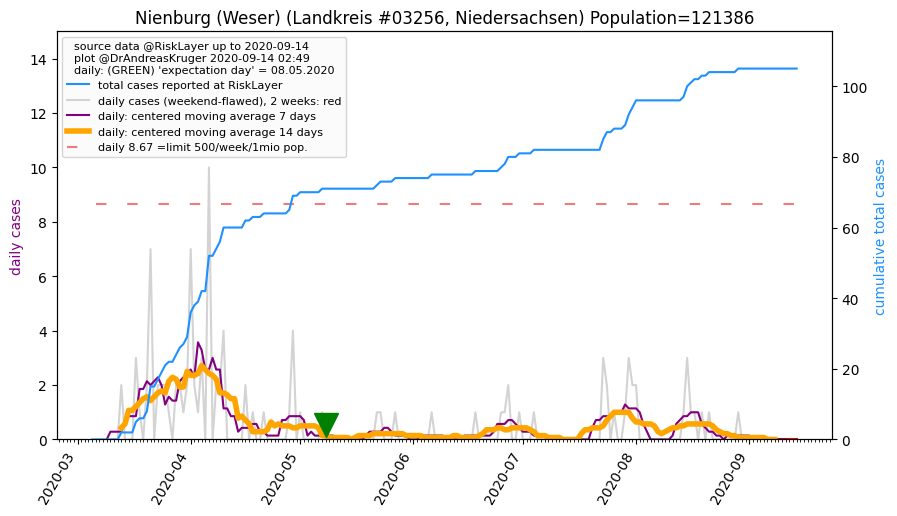 Nienburg (Weser) (Landkreis #03256, Niedersachsen) Population=121386
source data @RiskLayer up to 2020-09-14
plot @DrAndreasKruger 2020-09-14 02:49
daily: (GREEN) 'expectation day' = 08.05.2020
total cases reported at RiskLayer
daily cases (weekend-flawed), 2 weeks: red
daily: centered moving average 7 days
daily: centered moving average 14 days
daily 8.67 =limit 500/week/1mio pop.
daily cases
14
12
10
8
6
4
2
0
cumulative total cases
100
80
60
40
20
0
2020-03
2020-04
2020-05
2020-06
2020-07
2020-08
2020-09